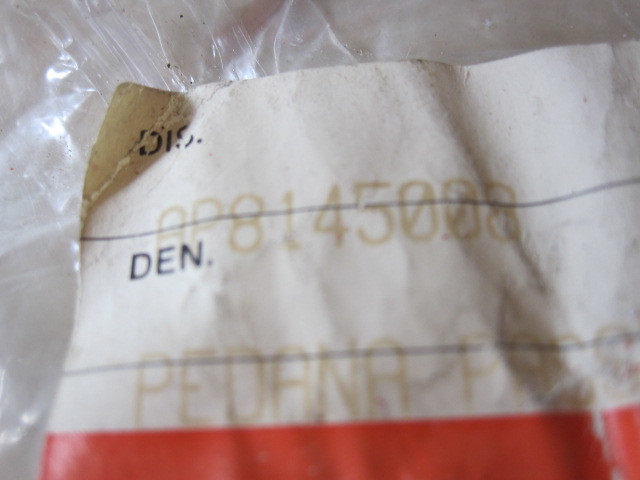 DIS.
AP8145008
DEN.
PEDANA